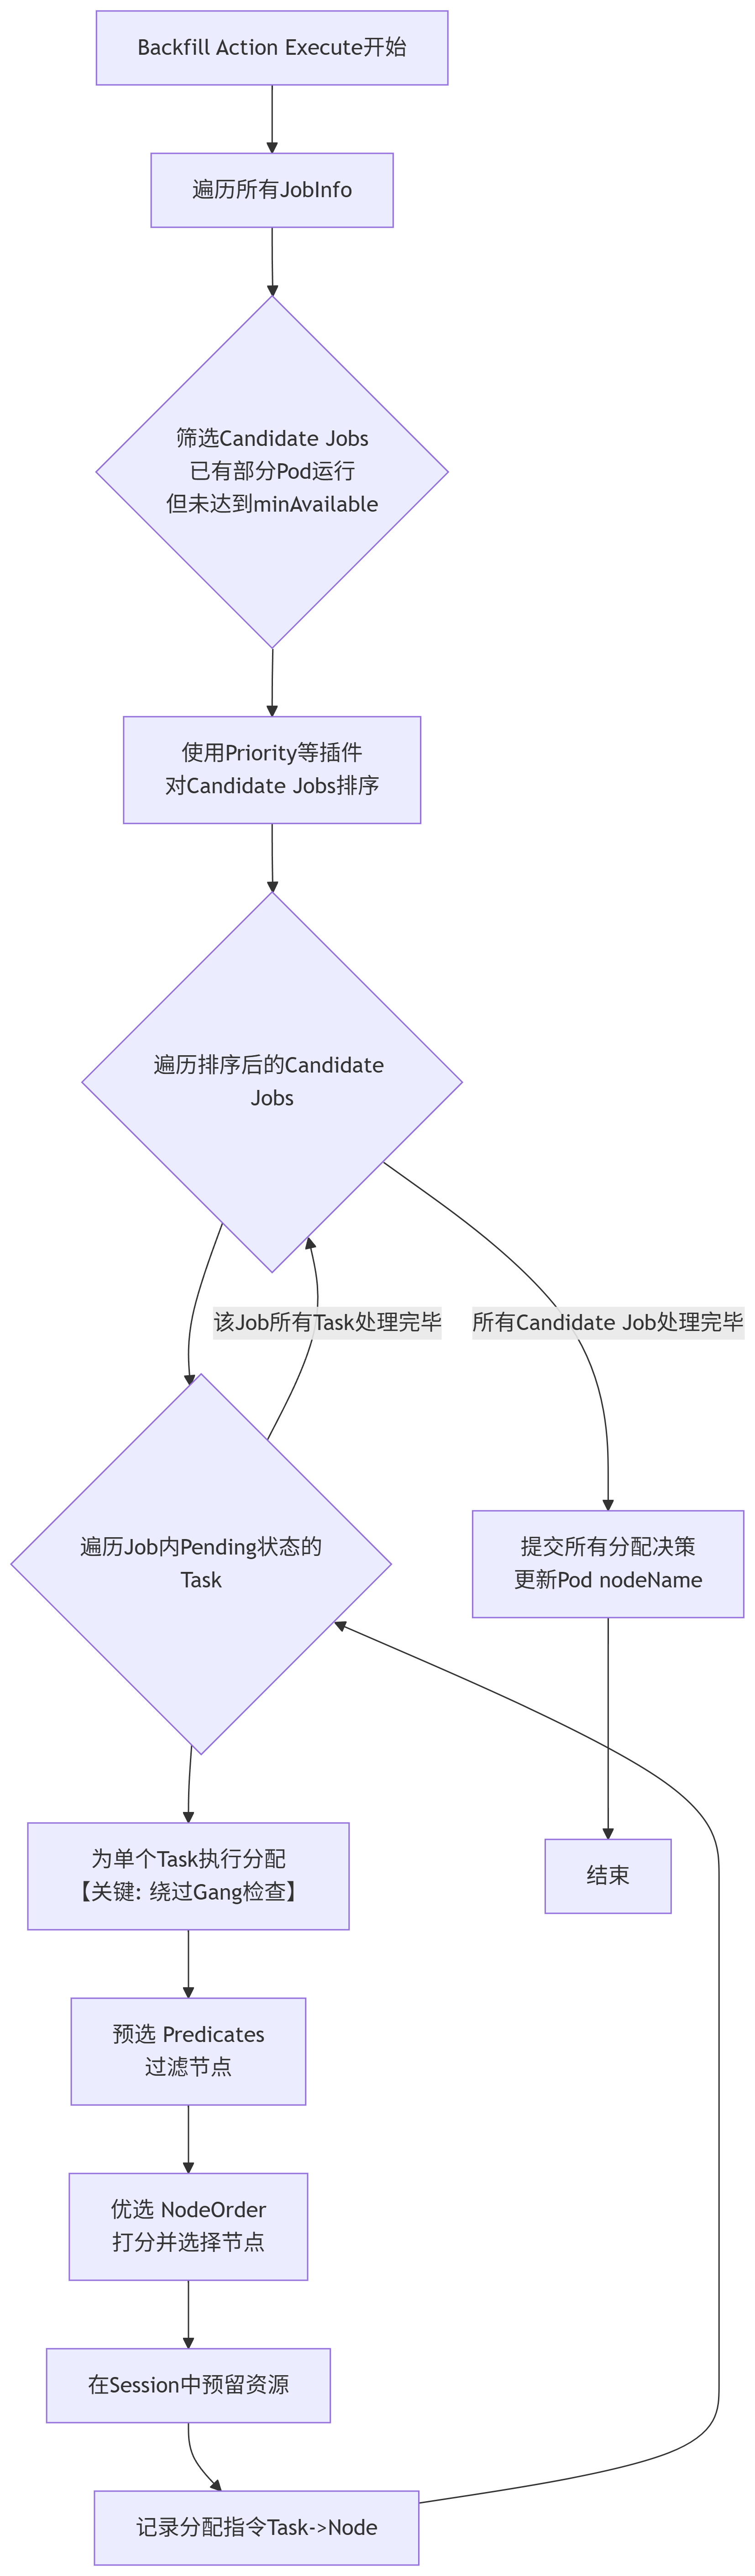 Backfill Action Execute开始
遍历所有JobInfo
筛选Candidate Jobs
已有部分Pod运行
但未达到minAvailable
使用Priority等插件
对Candidate Jobs排序
遍历排序后的Candidate
Jobs
该Job所有Task处理完毕
所有Candidate Job处理完毕
遍历Job内Pending状态的
Task
提交所有分配决策
更新Pod nodeName
为单个Task执行分配
【关键: 绕过Gang检查】
结束
预选 Predicates
过滤节点
优选 NodeOrder
打分并选择节点
在Session中预留资源
记录分配指令Task->Node